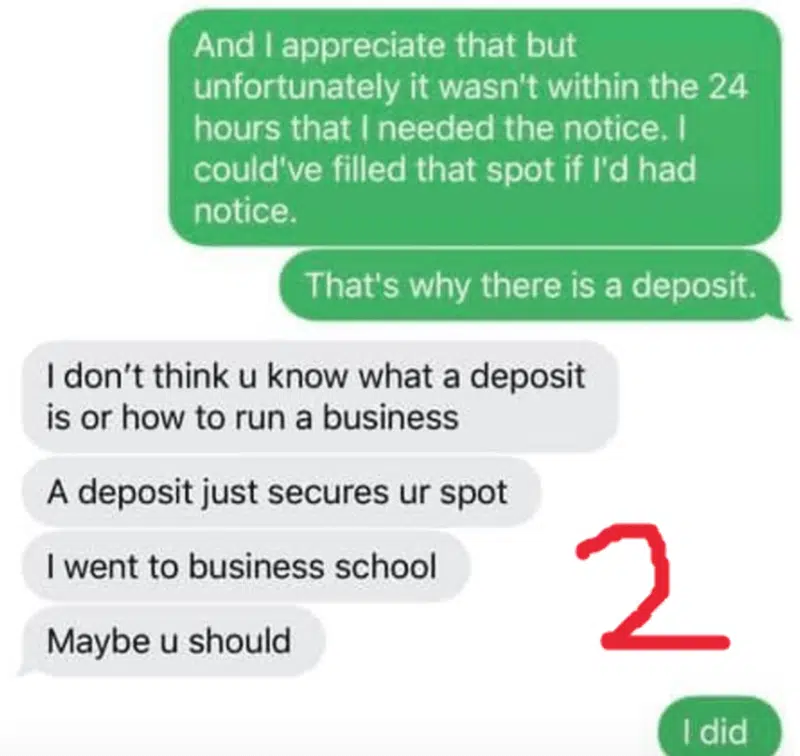 And I appreciate that but
unfortunately it wasn't within the 24
hours that I needed the notice. I
could've filled that spot if I'd had
notice.
That's why there is a deposit.
I don't think u know what a deposit
is or how to run a business
A deposit just secures ur spot
I went to business school
Maybe u should
2
I did